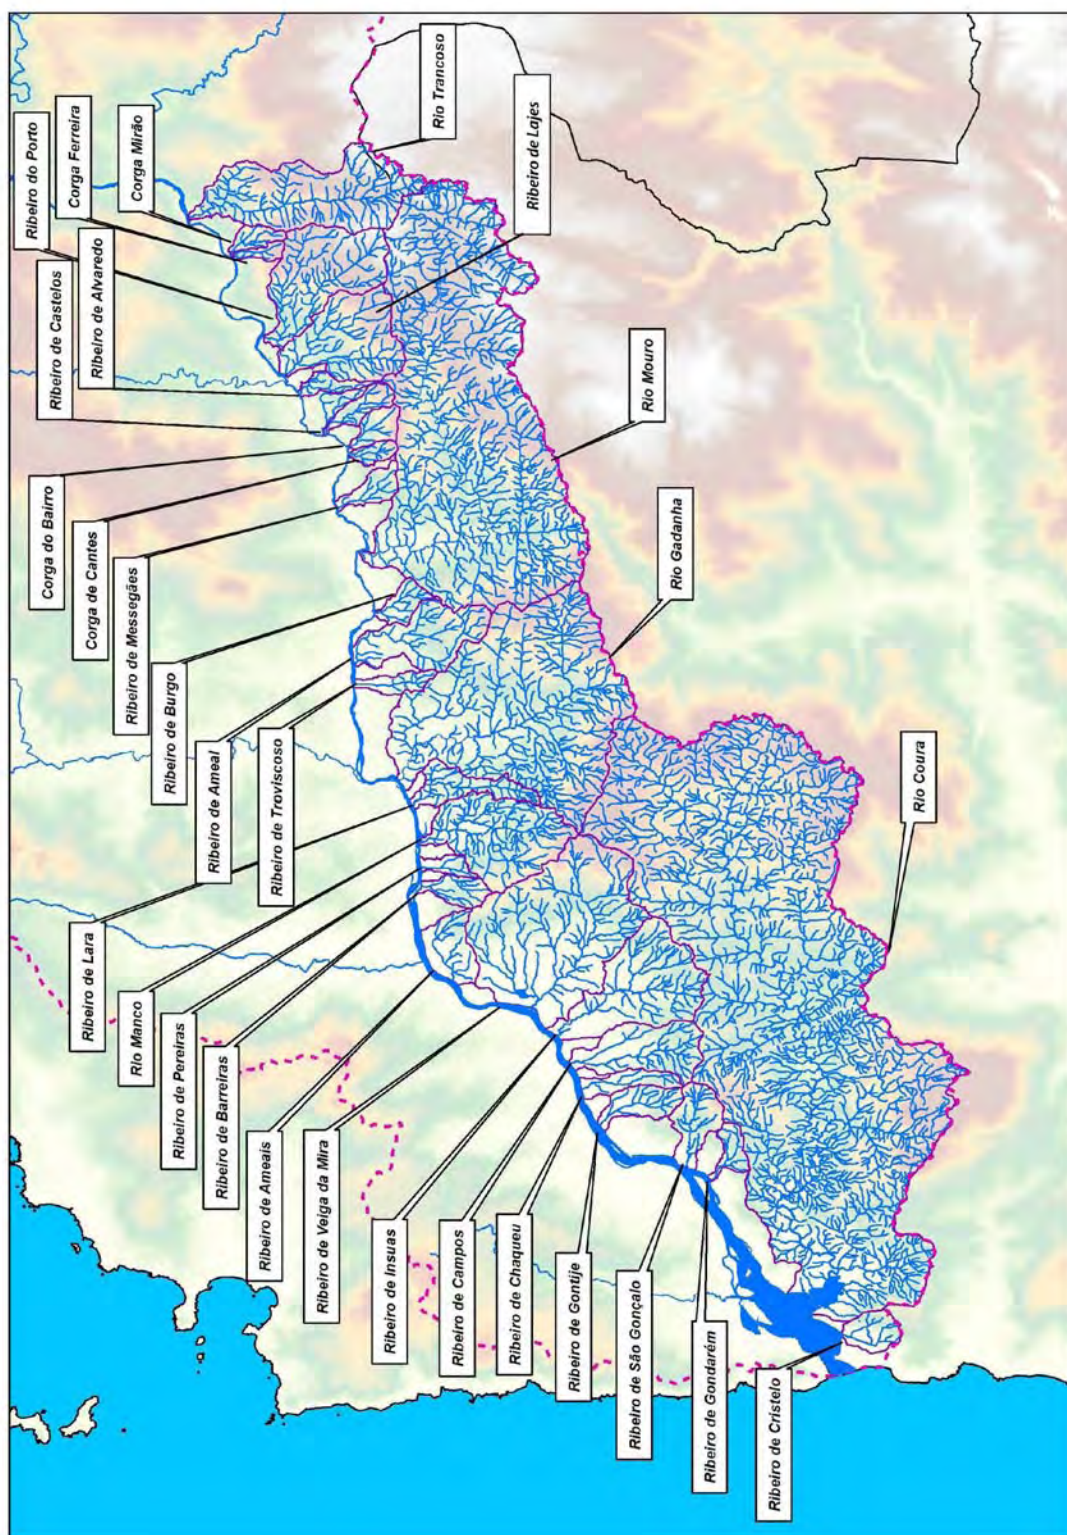 Ribeiro do Porto
Corga Ferreira
Corga Mirão
Rio Trancoso
Ribeiro de Lajes
Ribeiro de Castelos
Ribeiro de Alvaredo
Corga do Bairro
Corga de Cantes
Ribeiro de Messegães
Ribeiro de Burgo
Ribeiro de Ameal
Ribeiro de Troviscoso
Rio Mouro
Rio Gadanha
Rio Coura
Ribeiro de Lara
Rio Manco
Ribeiro de Pereiras
Ribeiro de Barreiras
Ribeiro de Ameais
Ribeiro de Veiga da Mira
Ribeiro de Insuas
Ribeiro de Campos
Ribeiro de Chaqueu
Ribeiro de Gontije
Ribeiro de São Gonçalo
Ribeiro de Gondarém
Ribeiro de Cristelo